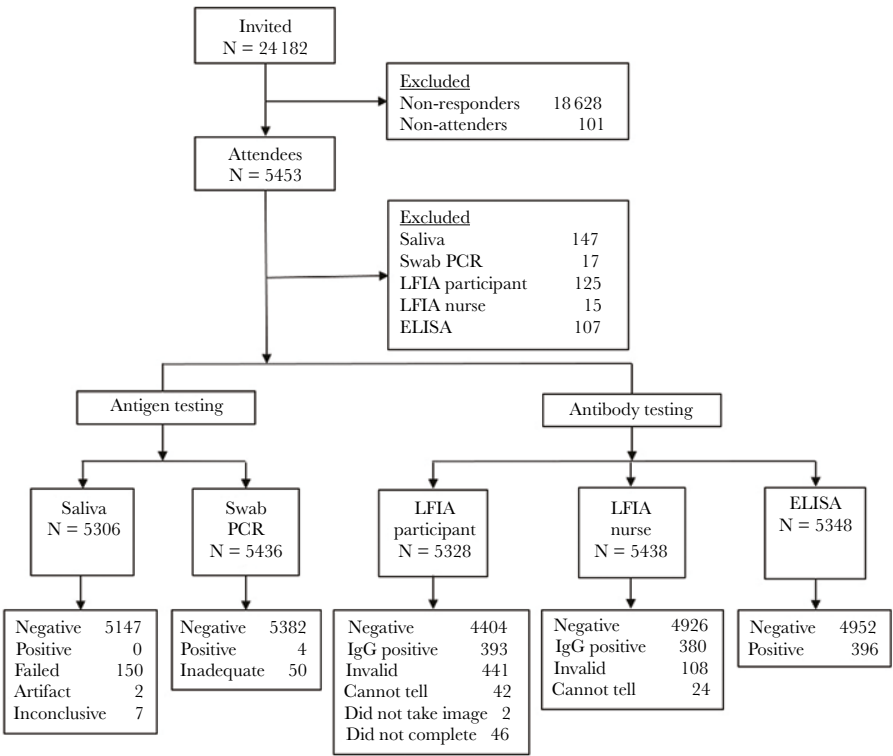 Invited
N = 24 182
Excluded
Non-responders 18 628
Non-attenders 101
Attendees
N = 5453
Excluded
Saliva 147
Swab PCR 17
LFIA participant 125
LFIA nurse 15
ELISA 107
Antigen testing
Antibody testing
Saliva
N = 5306
Swab
PCR
N = 5436
LFIA
participant
N = 5328
LFIA
nurse
N = 5438
ELISA
N = 5348
Negative 5147
Positive 0
Failed 150
Artifact 2
Inconclusive 7
Negative 5382
Positive 4
Inadequate 50
Negative 4404
IgG positive 393
Invalid 441
Cannot tell 42
Did not take image 2
Did not complete 46
Negative 4926
IgG positive 380
Invalid 108
Cannot tell 24
Negative 4952
Positive 396